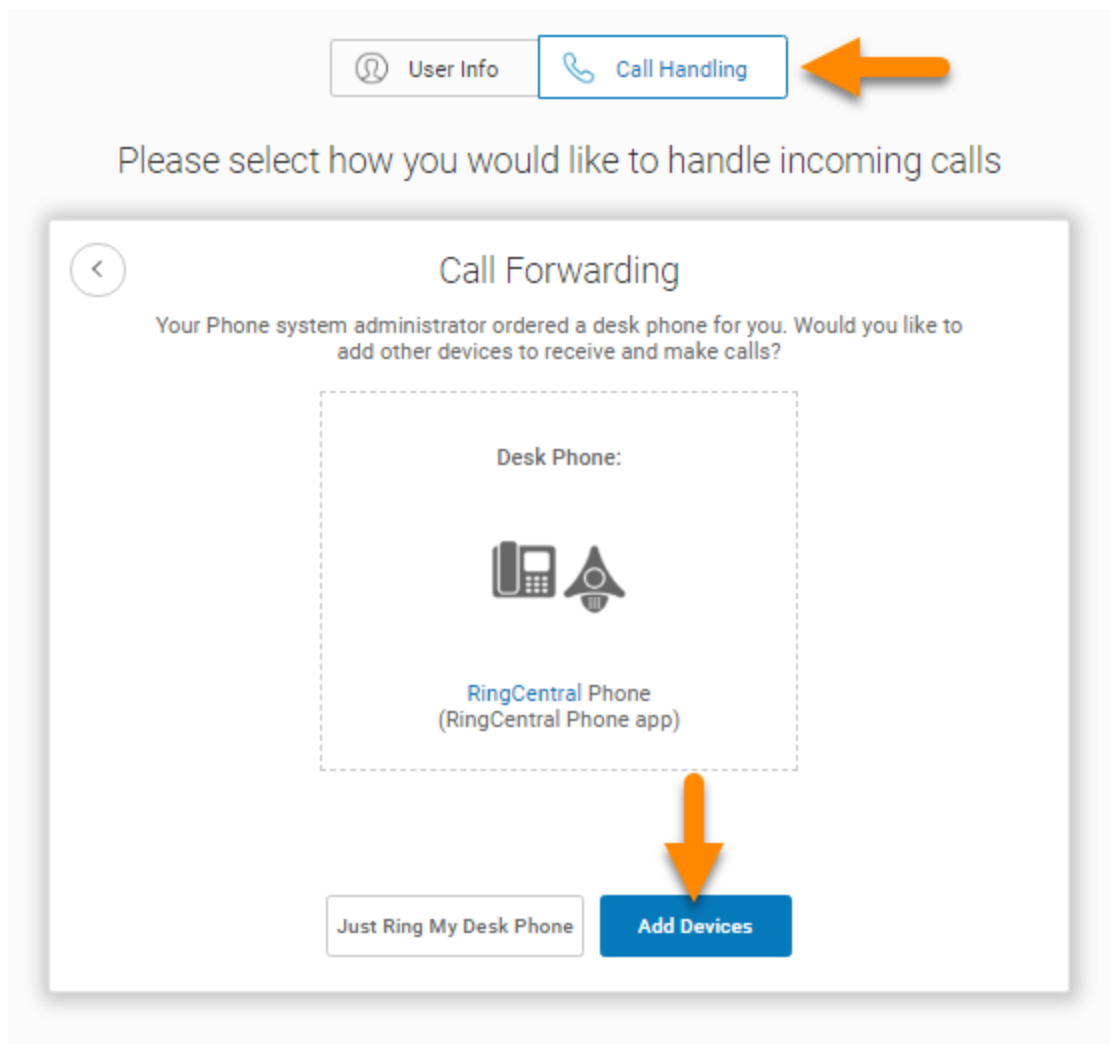 User Info
Call Handling
Please select how you would like to handle incoming calls
Call Forwarding
Your Phone system administrator ordered a desk phone for you. Would you like to
add other devices to receive and make calls?
Desk Phone:
RingCentral Phone
(RingCentral Phone app)
Just Ring My Desk Phone
Add Devices